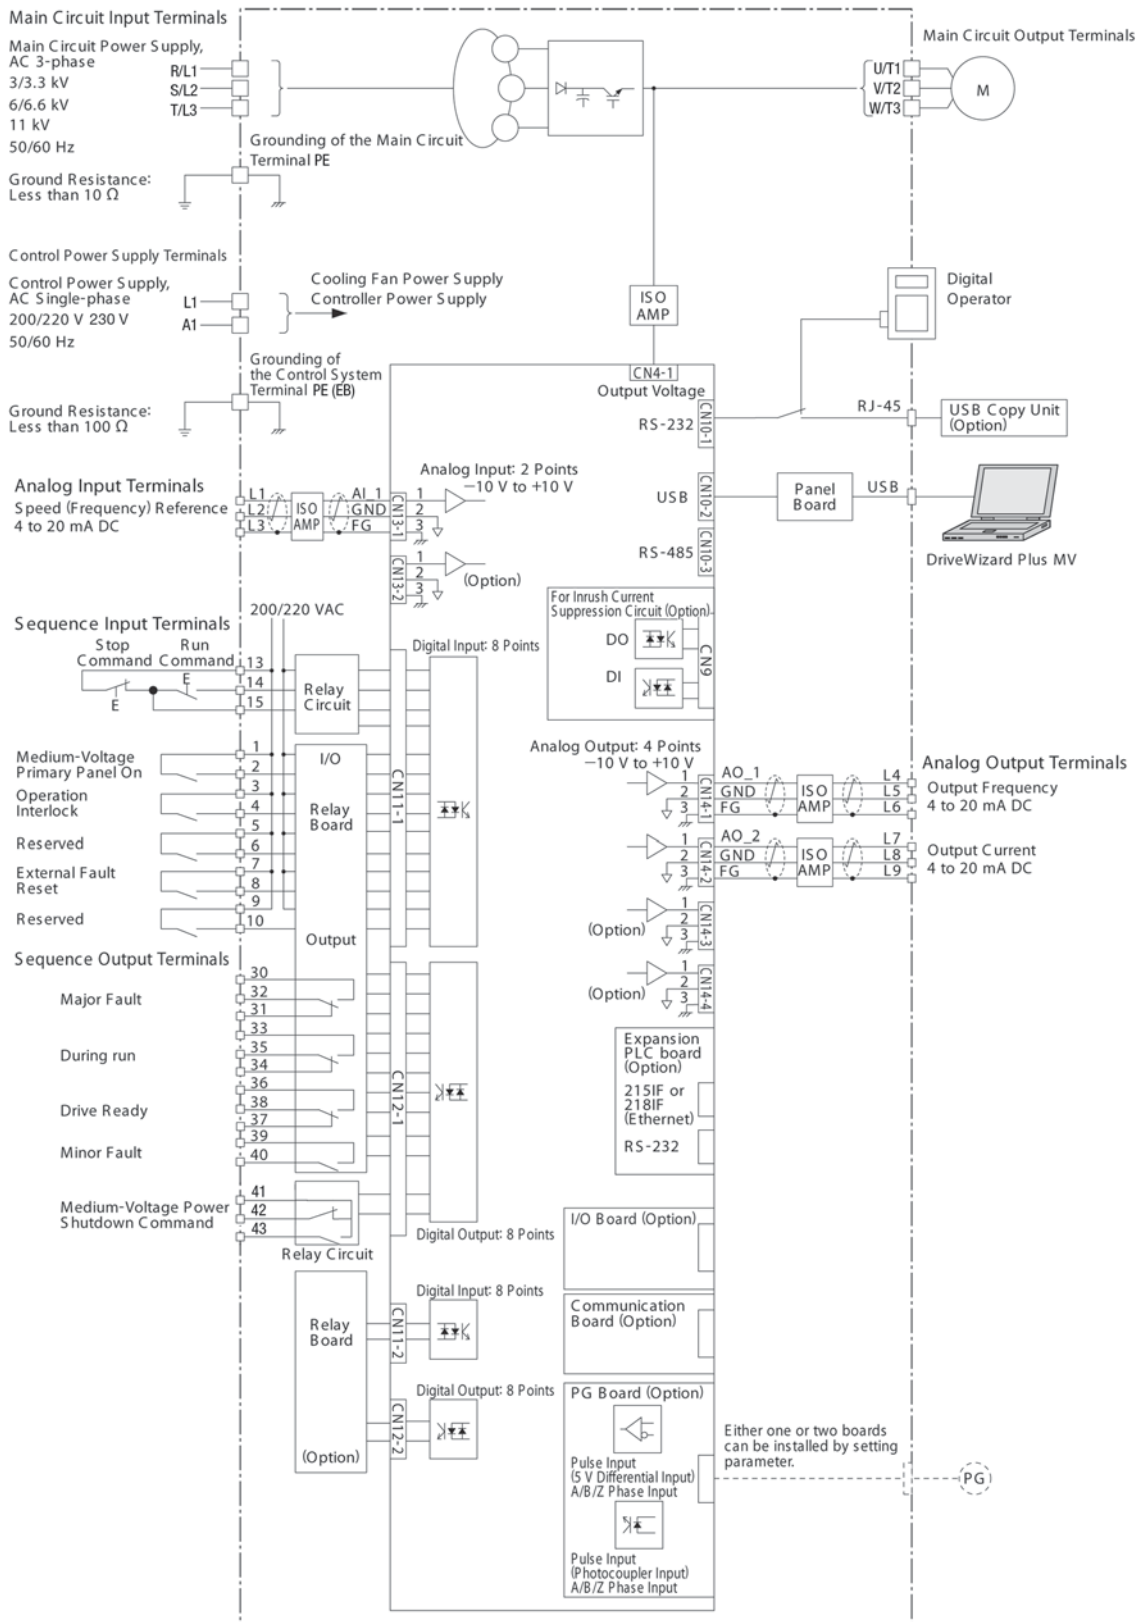 Main Circuit Input Terminals
Main Circuit Power Supply,
AC 3-phase
3/3.3 kV
6/6.6 kV
11 kV
50/60 Hz
R/L1
S/L2
T/L3
Main Circuit Output Terminals
U/T1
V/T2
W/T3
M
Grounding of the Main Circuit
Terminal PE
Ground Resistance:
Less than 10 Ω
Control Power Supply Terminals
Control Power Supply,
AC Single-phase
200/220 V 230 V
50/60 Hz
L1
A1
Cooling Fan Power Supply
Controller Power Supply
ISO
AMP
Digital
Operator
Grounding of
the Control System
Terminal PE (EB)
Ground Resistance:
Less than 100 Ω
CN4-1
Output Voltage
RS-232
CN10-1
RJ-45
USB Copy Unit
(Option)
USB
CN10-2
Panel
Board
USB
DriveWizard Plus MV
RS-485
CN10-3
Analog Input Terminals
Speed (Frequency) Reference
4 to 20 mA DC
L1
L2
L3
ISO
AMP
AI_1
GND
FG
CN13-1
1
2
3
Analog Input: 2 Points
−10 V to +10 V
CN13-2
1
2
3
(Option)
For Inrush Current
Suppression Circuit (Option)
DO
DI
CN9
200/220 VAC
Sequence Input Terminals
Stop
Command
Run
Command
E
E
13
14
15
Relay
Circuit
Digital Input: 8 Points
CN11-1
Medium-Voltage
Primary Panel On
Operation
Interlock
Reserved
External Fault
Reset
Reserved
1
2
3
4
5
6
7
8
9
10
I/O
Relay
Board
Output
Analog Output: 4 Points
−10 V to +10 V
1
2
3
CN14-1
AO_1
GND
FG
ISO
AMP
L4
L5
L6
Analog Output Terminals
Output Frequency
4 to 20 mA DC
1
2
3
CN14-2
AO_2
GND
FG
ISO
AMP
L7
L8
L9
Output Current
4 to 20 mA DC
(Option)
1
2
3
CN14-3
(Option)
1
2
3
CN14-4
Sequence Output Terminals
Major Fault
During run
Drive Ready
Minor Fault
30
32
31
33
35
34
36
38
37
39
40
CN12-1
Medium-Voltage Power
Shutdown Command
41
42
43
Relay Circuit
Digital Output: 8 Points
Expansion
PLC board
(Option)
215IF or
218IF
(Ethernet)
RS-232
I/O Board (Option)
Communication
Board (Option)
Relay
Board
(Option)
Digital Input: 8 Points
CN11-2
Digital Output: 8 Points
CN12-2
PG Board (Option)
Pulse Input
(5 V Differential Input)
A/B/Z Phase Input
Pulse Input
(Photocoupler Input)
A/B/Z Phase Input
Either one or two boards
can be installed by setting
parameter.
PG